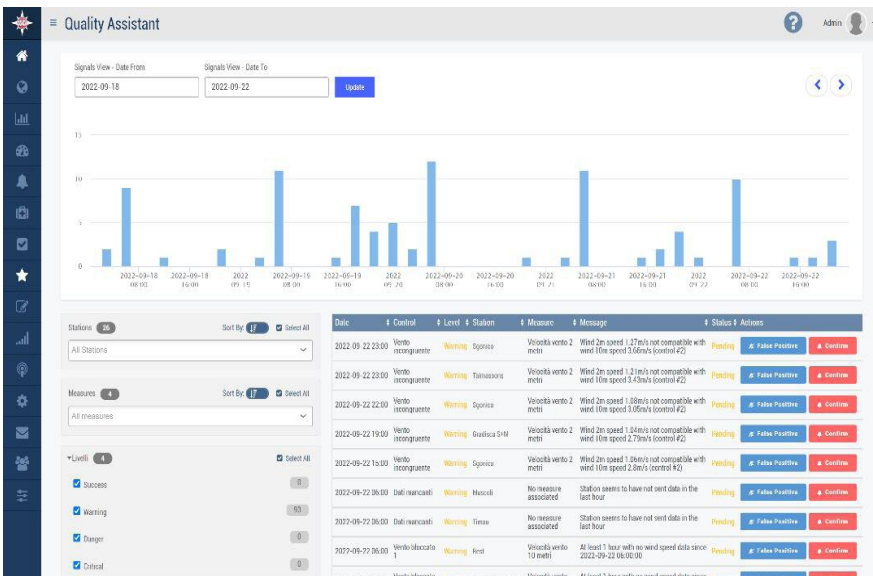 Quality Assistant
?
Admin
Signals View - Date From
Signals View - Date To
2022-09-18
2022-09-22
Update
15
10
5
0
2022-09-18 08:00
2022-09-18 16:00
2022
2022-09-19 08:00
2022-09-19 16:00
2022
2022-09-20 08:00
2022-09-20 16:00
2022
2022-09-21 08:00
2022-09-21 16:00
2022
2022-09-22 08:00
2022-09-22 16:00
Stations 26
Sort By:
Select All
All Stations
Measures 4
Sort By:
Select All
All measures
Livelli 4
Select All
Success 0
Warning 93
Danger 0
Critical 0
Date Control Level Station Measure Message Status Actions
2022-09-22 23:00 Vento incongruente Warning Sgonico Velocità vento 2 metri Wind 2m speed 1.27m/s not compatible with wind 10m speed 3.66m/s (control #2) Pending False Positive Confirm
2022-09-22 23:00 Vento incongruente Warning Talmassons Velocità vento 2 metri Wind 2m speed 1.21m/s not compatible with wind 10m speed 3.43m/s (control #2) Pending False Positive Confirm
2022-09-22 22:00 Vento incongruente Warning Sgonico Velocità vento 2 metri Wind 2m speed 1.08m/s not compatible with wind 10m speed 3.05m/s (control #2) Pending False Positive Confirm
2022-09-22 19:00 Vento incongruente Warning Gradisca Velocità vento 2 metri Wind 2m speed 1.04m/s not compatible with wind 10m speed 2.79m/s (control #2) Pending False Positive Confirm
2022-09-22 15:00 Vento incongruente Warning Sgonico Velocità vento 2 metri Wind 2m speed 1.06m/s not compatible with wind 10m speed 2.8m/s (control #2) Pending False Positive Confirm
2022-09-22 06:00 Dati mancanti Warning Muscoli No measure associated Station seems to have not sent data in the last hour Pending False Positive Confirm
2022-09-22 06:00 Dati mancanti Warning Timau No measure associated Station seems to have not sent data in the last hour Pending False Positive Confirm
2022-09-22 06:00 Vento bloccato 1 Warning Rest Velocità vento 10 metri At least 1 hour with no wind speed data since 2022-09-22 06:00:00 Pending False Positive Confirm